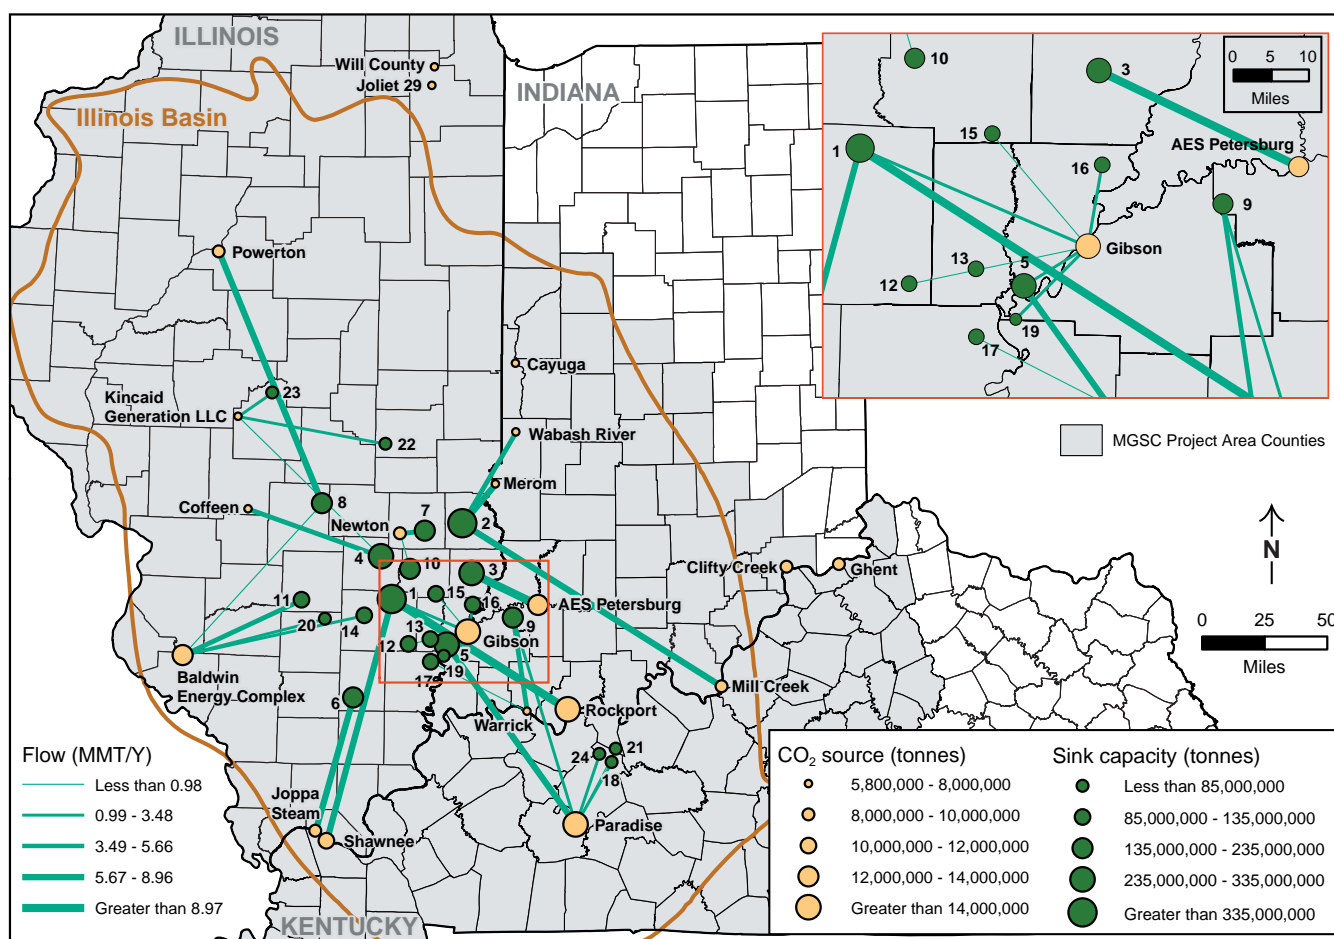 ILLINOIS
Will County
Joliet 29
INDIANA
Illinois Basin
Powerton
Cayuga
23
Kincaid
Generation LLC
22
Wabash River
Merom
8
Coffeen
Newton
7
2
4
10
3
Clifty Creek
Ghent
1
15
16
AES Petersburg
11
20
14
13
12
9
Gibson
5
19
17
Baldwin
Energy Complex
6
Mill Creek
Rockport
Warrick
24
21
18
Joppa
Steam
Shawnee
Paradise
KENTUCKY
10
3
0 5 10
Miles
15
1
AES Petersburg
16
9
Gibson
13
5
12
19
17
MGSC Project Area Counties
N
0 25 50
Miles
Flow (MMT/Y)
Less than 0.98
0.99 - 3.48
3.49 - 5.66
5.67 - 8.96
Greater than 8.97
CO2 source (tonnes)
5,800,000 - 8,000,000
8,000,000 - 10,000,000
10,000,000 - 12,000,000
12,000,000 - 14,000,000
Greater than 14,000,000
Sink capacity (tonnes)
Less than 85,000,000
85,000,000 - 135,000,000
135,000,000 - 235,000,000
235,000,000 - 335,000,000
Greater than 335,000,000